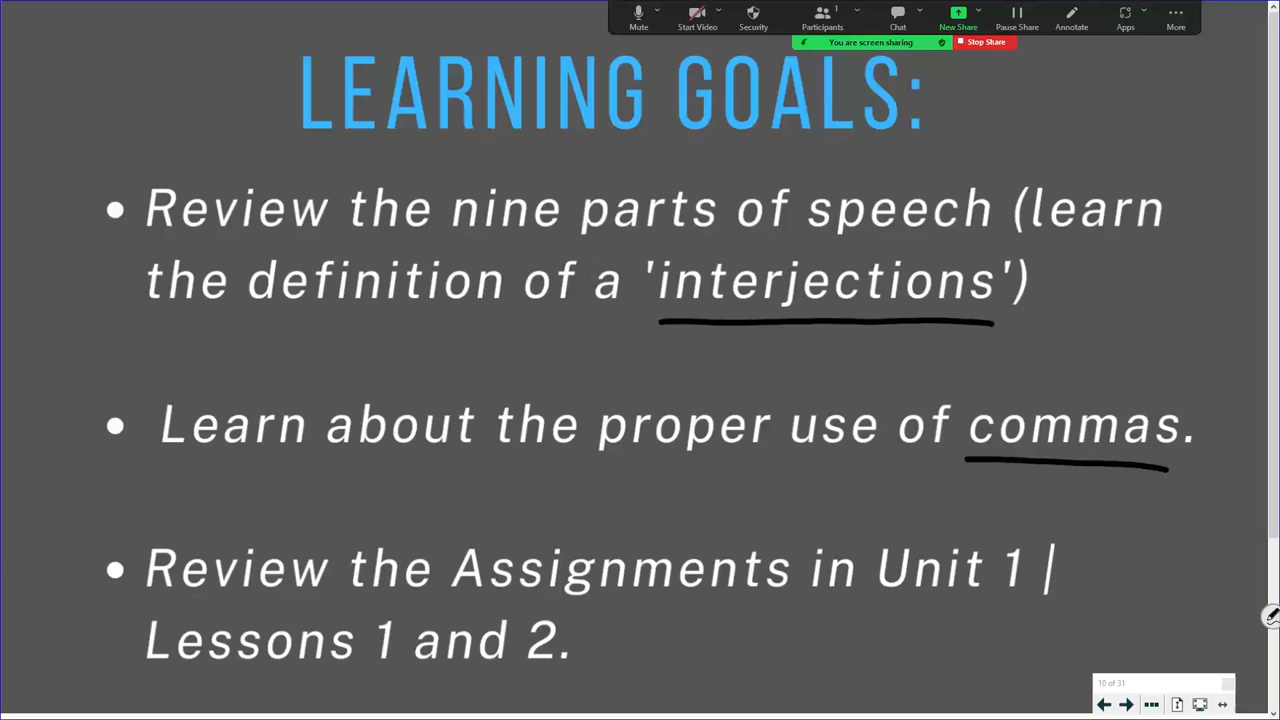 Mute Start Video Security Participants 1 Chat New Share Pause Share Annotate Apps More
You are screen sharing Stop Share
LEARNING GOALS:
• Review the nine parts of speech (learn
the definition of a 'interjections')
• Learn about the proper use of commas.
• Review the Assignments in Unit 1 |
Lessons 1 and 2.
10 of 31